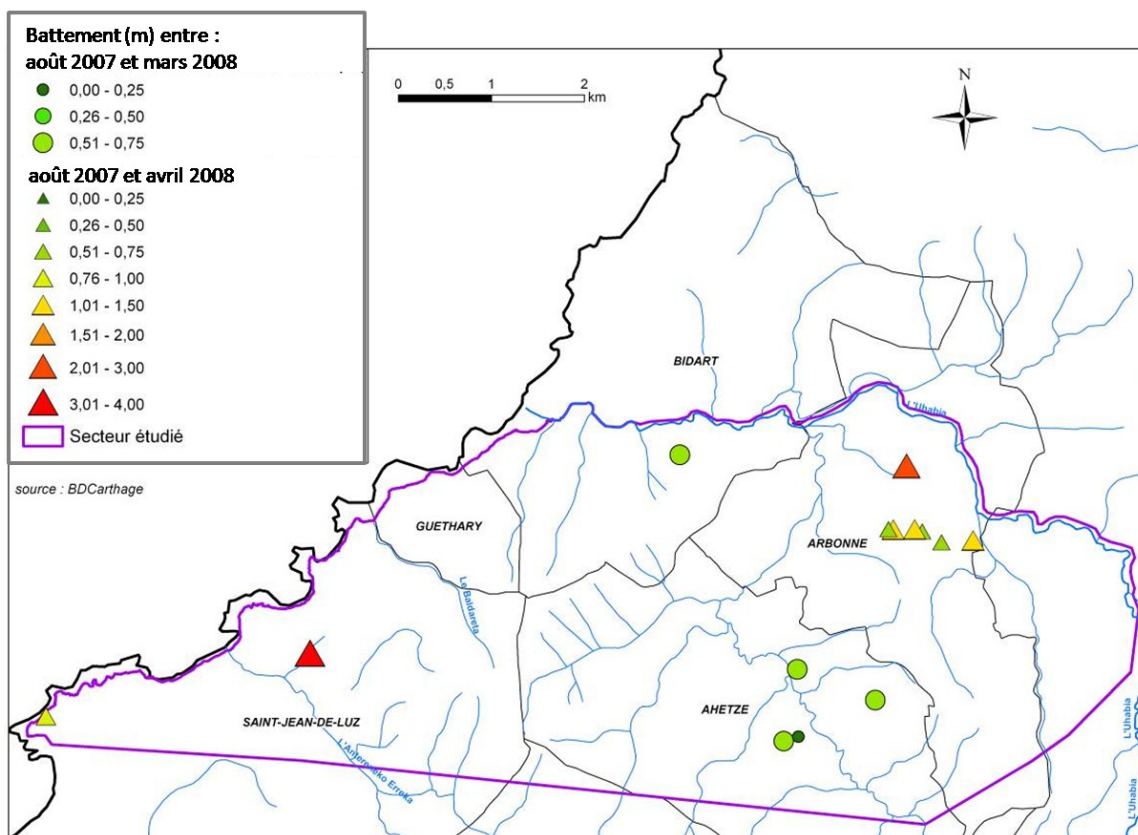 Battement (m) entre :
août 2007 et mars 2008
0,00 - 0,25
0,26 - 0,50
0,51 - 0,75
août 2007 et avril 2008
0,00 - 0,25
0,26 - 0,50
0,51 - 0,75
0,76 - 1,00
1,01 - 1,50
1,51 - 2,00
2,01 - 3,00
3,01 - 4,00
Secteur étudié
source : BDCarthage
0 0,5 1 2
km
N
BIDART
L'Uhabia
GUETHARY
ARBONNE
Le Baldareta
AHETZE
SAINT-JEAN-DE-LUZ
L'Uhabia
L'Uhabia